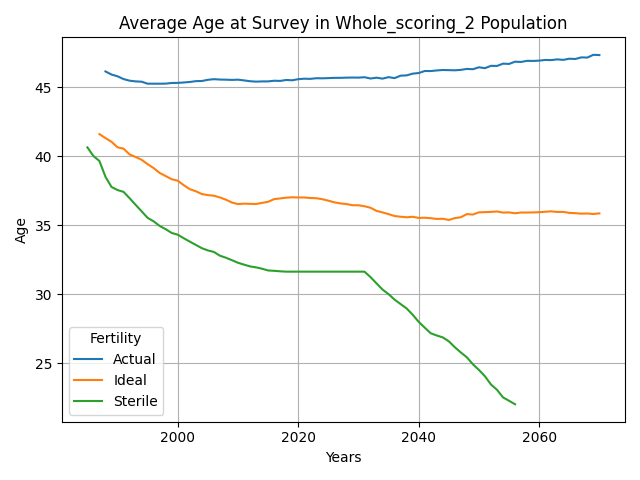 Average Age at Survey in Whole_scoring_2 Population
Age
45
40
35
30
25
Fertility
Actual
Ideal
Sterile
2000 2020 2040 2060
Years